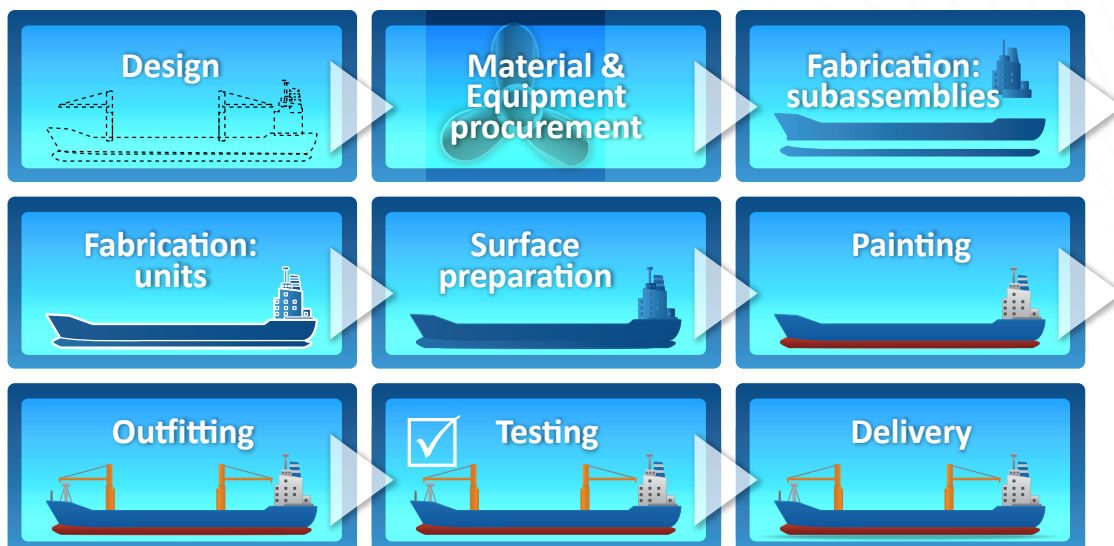 Design
Material &
Equipment
procurement
Fabrication:
subassemblies
Fabrication:
units
Surface
preparation
Painting
Outfitting
Testing
Delivery